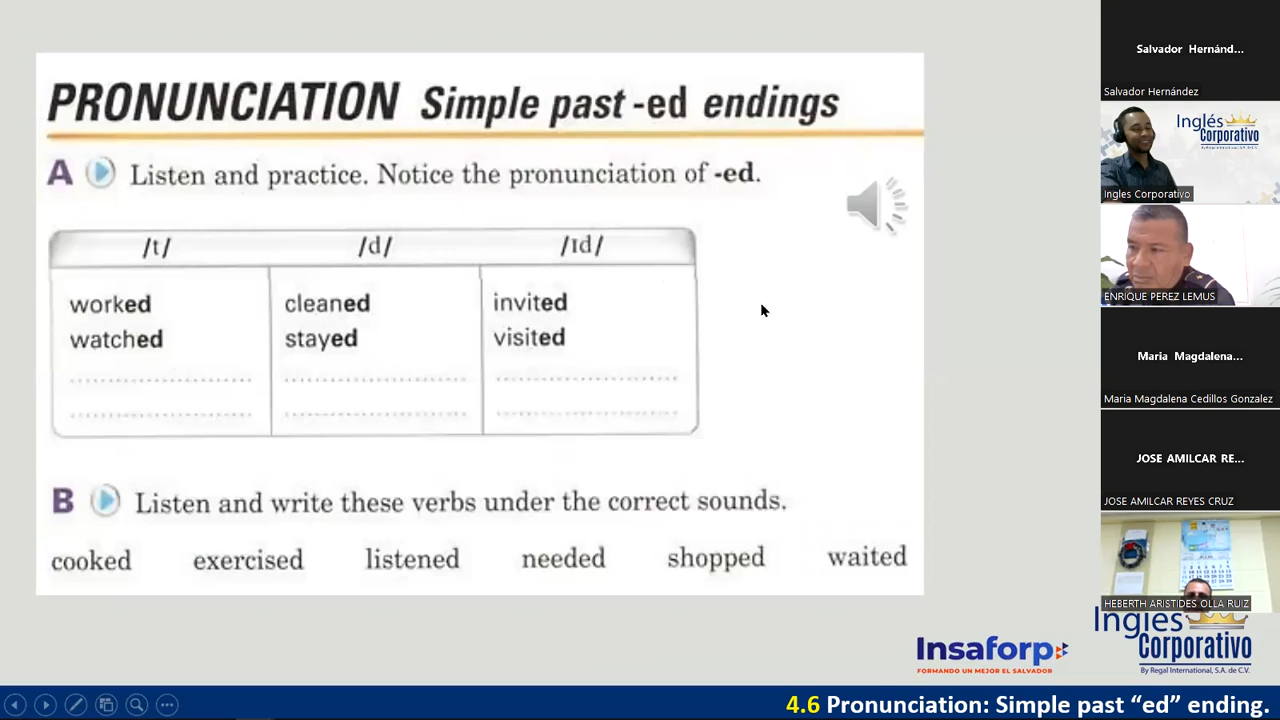 PRONUNCIATION Simple past -ed endings
A Listen and practice. Notice the pronunciation of -ed.
/t/ /d/ /ɪd/
worked cleaned invited
watched stayed visited
B Listen and write these verbs under the correct sounds.
cooked exercised listened needed shopped waited
Insaforp
FORMANDO UN MEJOR EL SALVADOR
Inglés
Corporativo
By Regal International, S.A. de C.V.
4.6 Pronunciation: Simple past “ed” ending.
Salvador Hernánd...
Salvador Hernández
Inglés
Corporativo
Ingles Corporativo
ENRIQUE PEREZ LEMUS
Maria Magdalena...
Maria Magdalena Cedillos Gonzalez
JOSE AMILCAR RE...
JOSE AMILCAR REYES CRUZ
HEBERTH ARISTIDES OLLA RUIZ